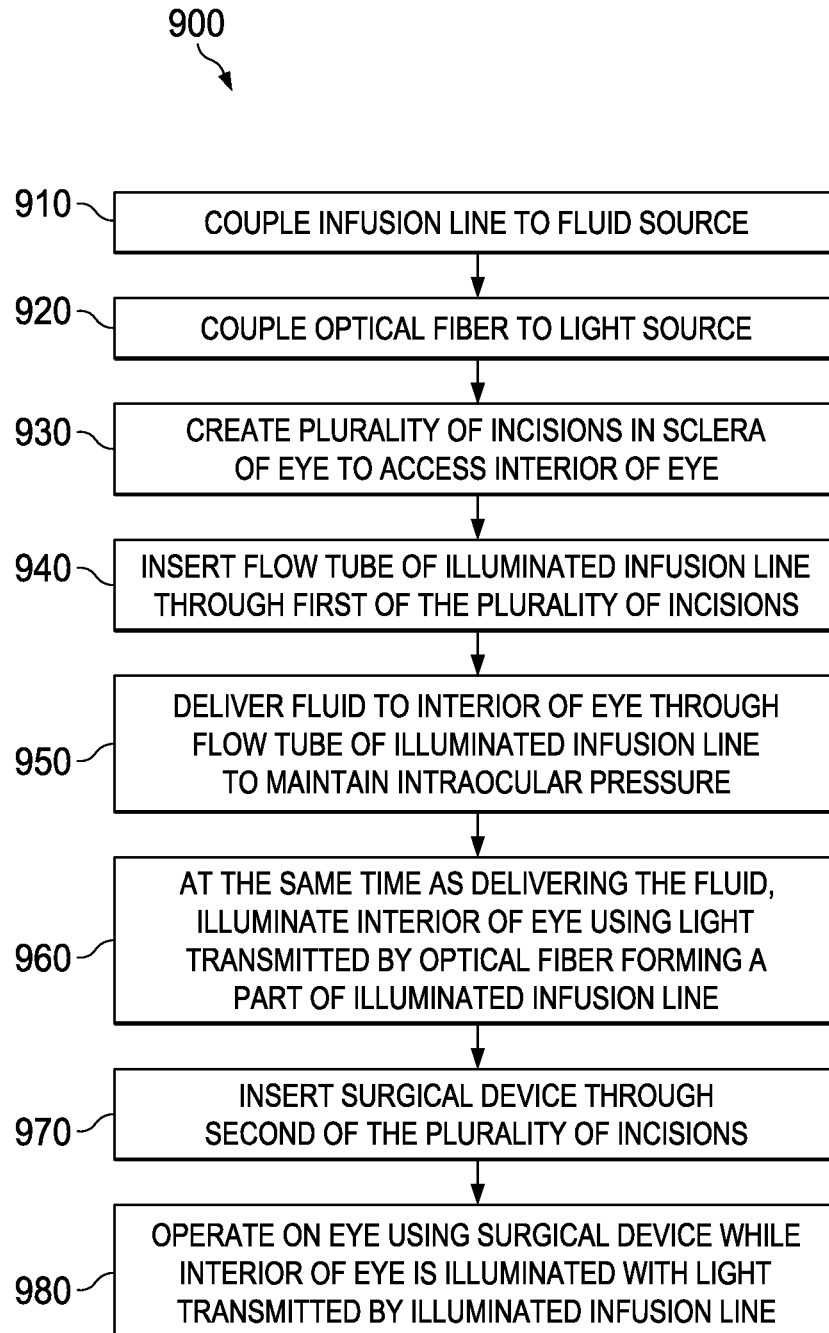 900
910
COUPLE INFUSION LINE TO FLUID SOURCE
920
COUPLE OPTICAL FIBER TO LIGHT SOURCE
930
CREATE PLURALITY OF INCISIONS IN SCLERA
OF EYE TO ACCESS INTERIOR OF EYE
940
INSERT FLOW TUBE OF ILLUMINATED INFUSION LINE
THROUGH FIRST OF THE PLURALITY OF INCISIONS
950
DELIVER FLUID TO INTERIOR OF EYE THROUGH
FLOW TUBE OF ILLUMINATED INFUSION LINE
TO MAINTAIN INTRAOCULAR PRESSURE
960
AT THE SAME TIME AS DELIVERING THE FLUID,
ILLUMINATE INTERIOR OF EYE USING LIGHT
TRANSMITTED BY OPTICAL FIBER FORMING A
PART OF ILLUMINATED INFUSION LINE
970
INSERT SURGICAL DEVICE THROUGH
SECOND OF THE PLURALITY OF INCISIONS
980
OPERATE ON EYE USING SURGICAL DEVICE WHILE
INTERIOR OF EYE IS ILLUMINATED WITH LIGHT
TRANSMITTED BY ILLUMINATED INFUSION LINE